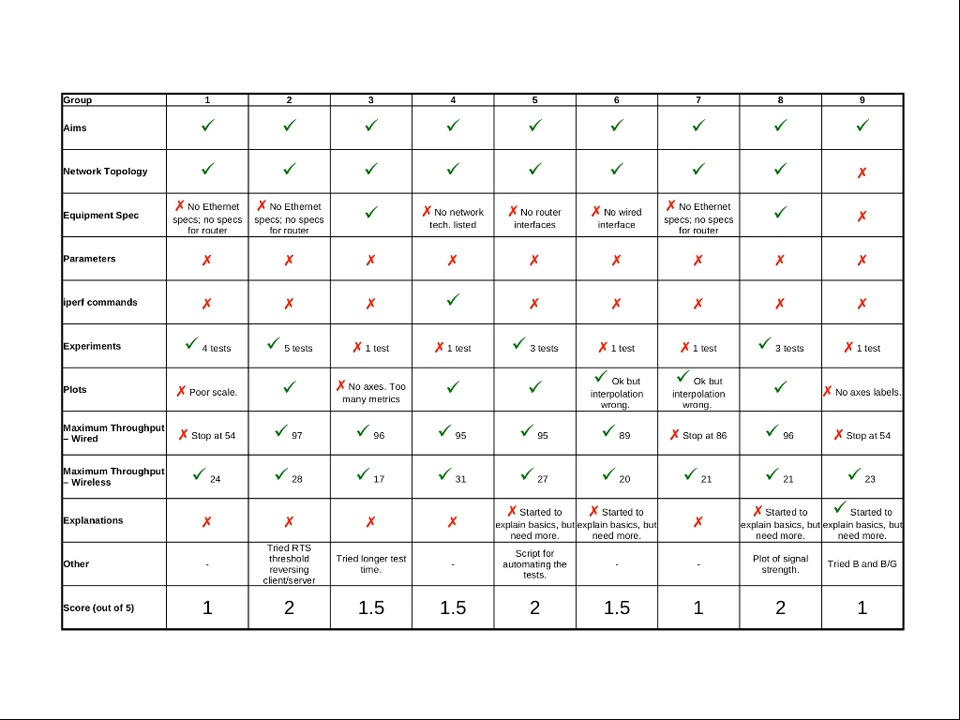 Group 1 2 3 4 5 6 7 8 9
Aims ✓ ✓ ✓ ✓ ✓ ✓ ✓ ✓ ✓
Network Topology ✓ ✓ ✓ ✓ ✓ ✓ ✓ ✓ ✗
Equipment Spec
✗ No Ethernet
specs; no specs
for router
✗ No Ethernet
specs; no specs
for router
✓
✗ No network
tech. listed
✗ No router
interfaces
✗ No wired
interface
✗ No Ethernet
specs; no specs
for router
✓
✗
Parameters ✗ ✗ ✗ ✗ ✗ ✗ ✗ ✗ ✗
iperf commands ✗ ✗ ✗ ✓ ✗ ✗ ✗ ✗ ✗
Experiments ✓ 4 tests ✓ 5 tests ✗ 1 test ✗ 1 test ✓ 3 tests ✗ 1 test ✗ 1 test ✓ 3 tests ✗ 1 test
Plots
✗ Poor scale.
✓
✗ No axes. Too
many metrics
✓
✓
✓ Ok but
interpolation
wrong.
✓ Ok but
interpolation
wrong.
✓
✗ No axes labels.
Maximum Throughput
– Wired
✗ Stop at 54 ✓ 97 ✓ 96 ✓ 95 ✓ 95 ✓ 89 ✗ Stop at 86 ✓ 96 ✗ Stop at 54
Maximum Throughput
– Wireless
✓ 24 ✓ 28 ✓ 17 ✓ 31 ✓ 27 ✓ 20 ✓ 21 ✓ 21 ✓ 23
Explanations
✗
✗
✗
✗
✗ Started to
explain basics, but
need more.
✗ Started to
explain basics, but
need more.
✗
✗ Started to
explain basics, but
need more.
✓ Started to
explain basics, but
need more.
Other
-
Tried RTS
threshold
reversing
client/server
Tried longer test
time.
-
Script for
automating the
tests.
-
-
Plot of signal
strength.
Tried B and B/G
Score (out of 5) 1 2 1.5 1.5 2 1.5 1 2 1